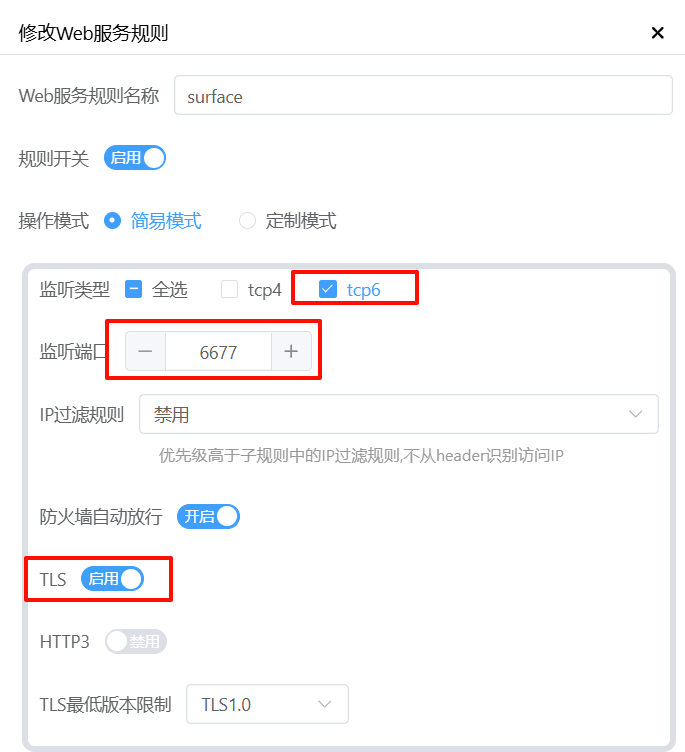 修改Web服务规则
Web服务规则名称 surface
规则开关 启用
操作模式 简易模式 定制模式
监听类型 全选 tcp4 tcp6
监听端口 6677
IP过滤规则 禁用
优先级高于子规则中的IP过滤规则,不从header识别访问IP
防火墙自动放行 开启
TLS 启用
HTTP3 禁用
TLS最低版本限制 TLS1.0